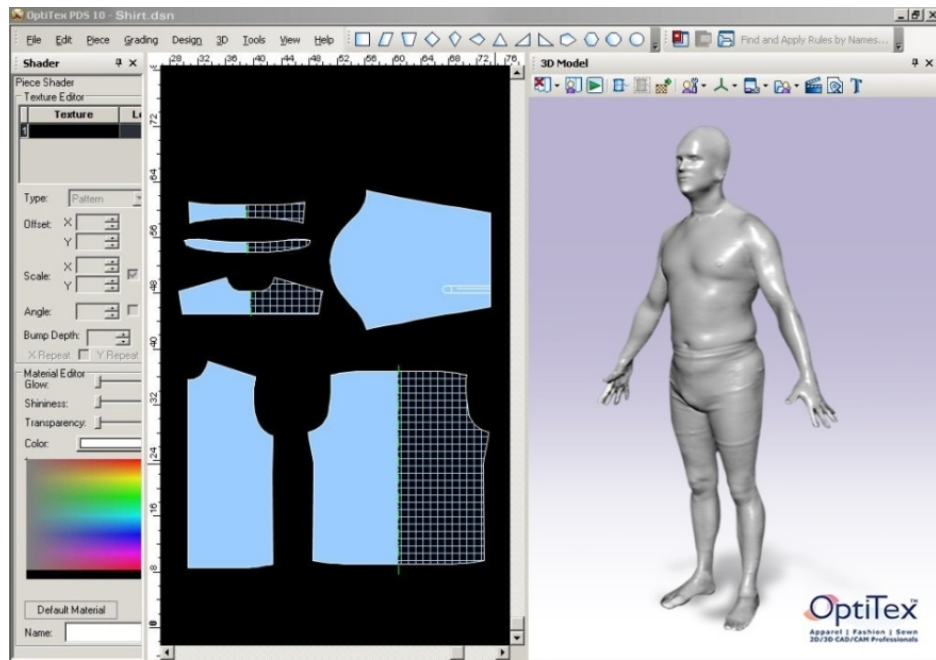 OptiTex PDS 10 - Shirt.dsn
File Edit Piece Grading Design 3D Tools View Help
Find and Apply Rules by Names...
Shader
Piece Shader
Texture Editor
Texture
1
Type: Pattern
Offset: X
Y
Scale: X
Y
Angle:
Bump Depth:
X Repeat Y Repeat
Material Editor
Glow:
Shininess:
Transparency:
Color:
Default Material
Name:
28 32 36 40 44 48 52 56 60 64 68 72 76
72
64
56
48
40
32
24
16
8
0
3D Model
OptiTex™
Apparel | Fashion | Sewn
2D/3D CAD/CAM Professionals